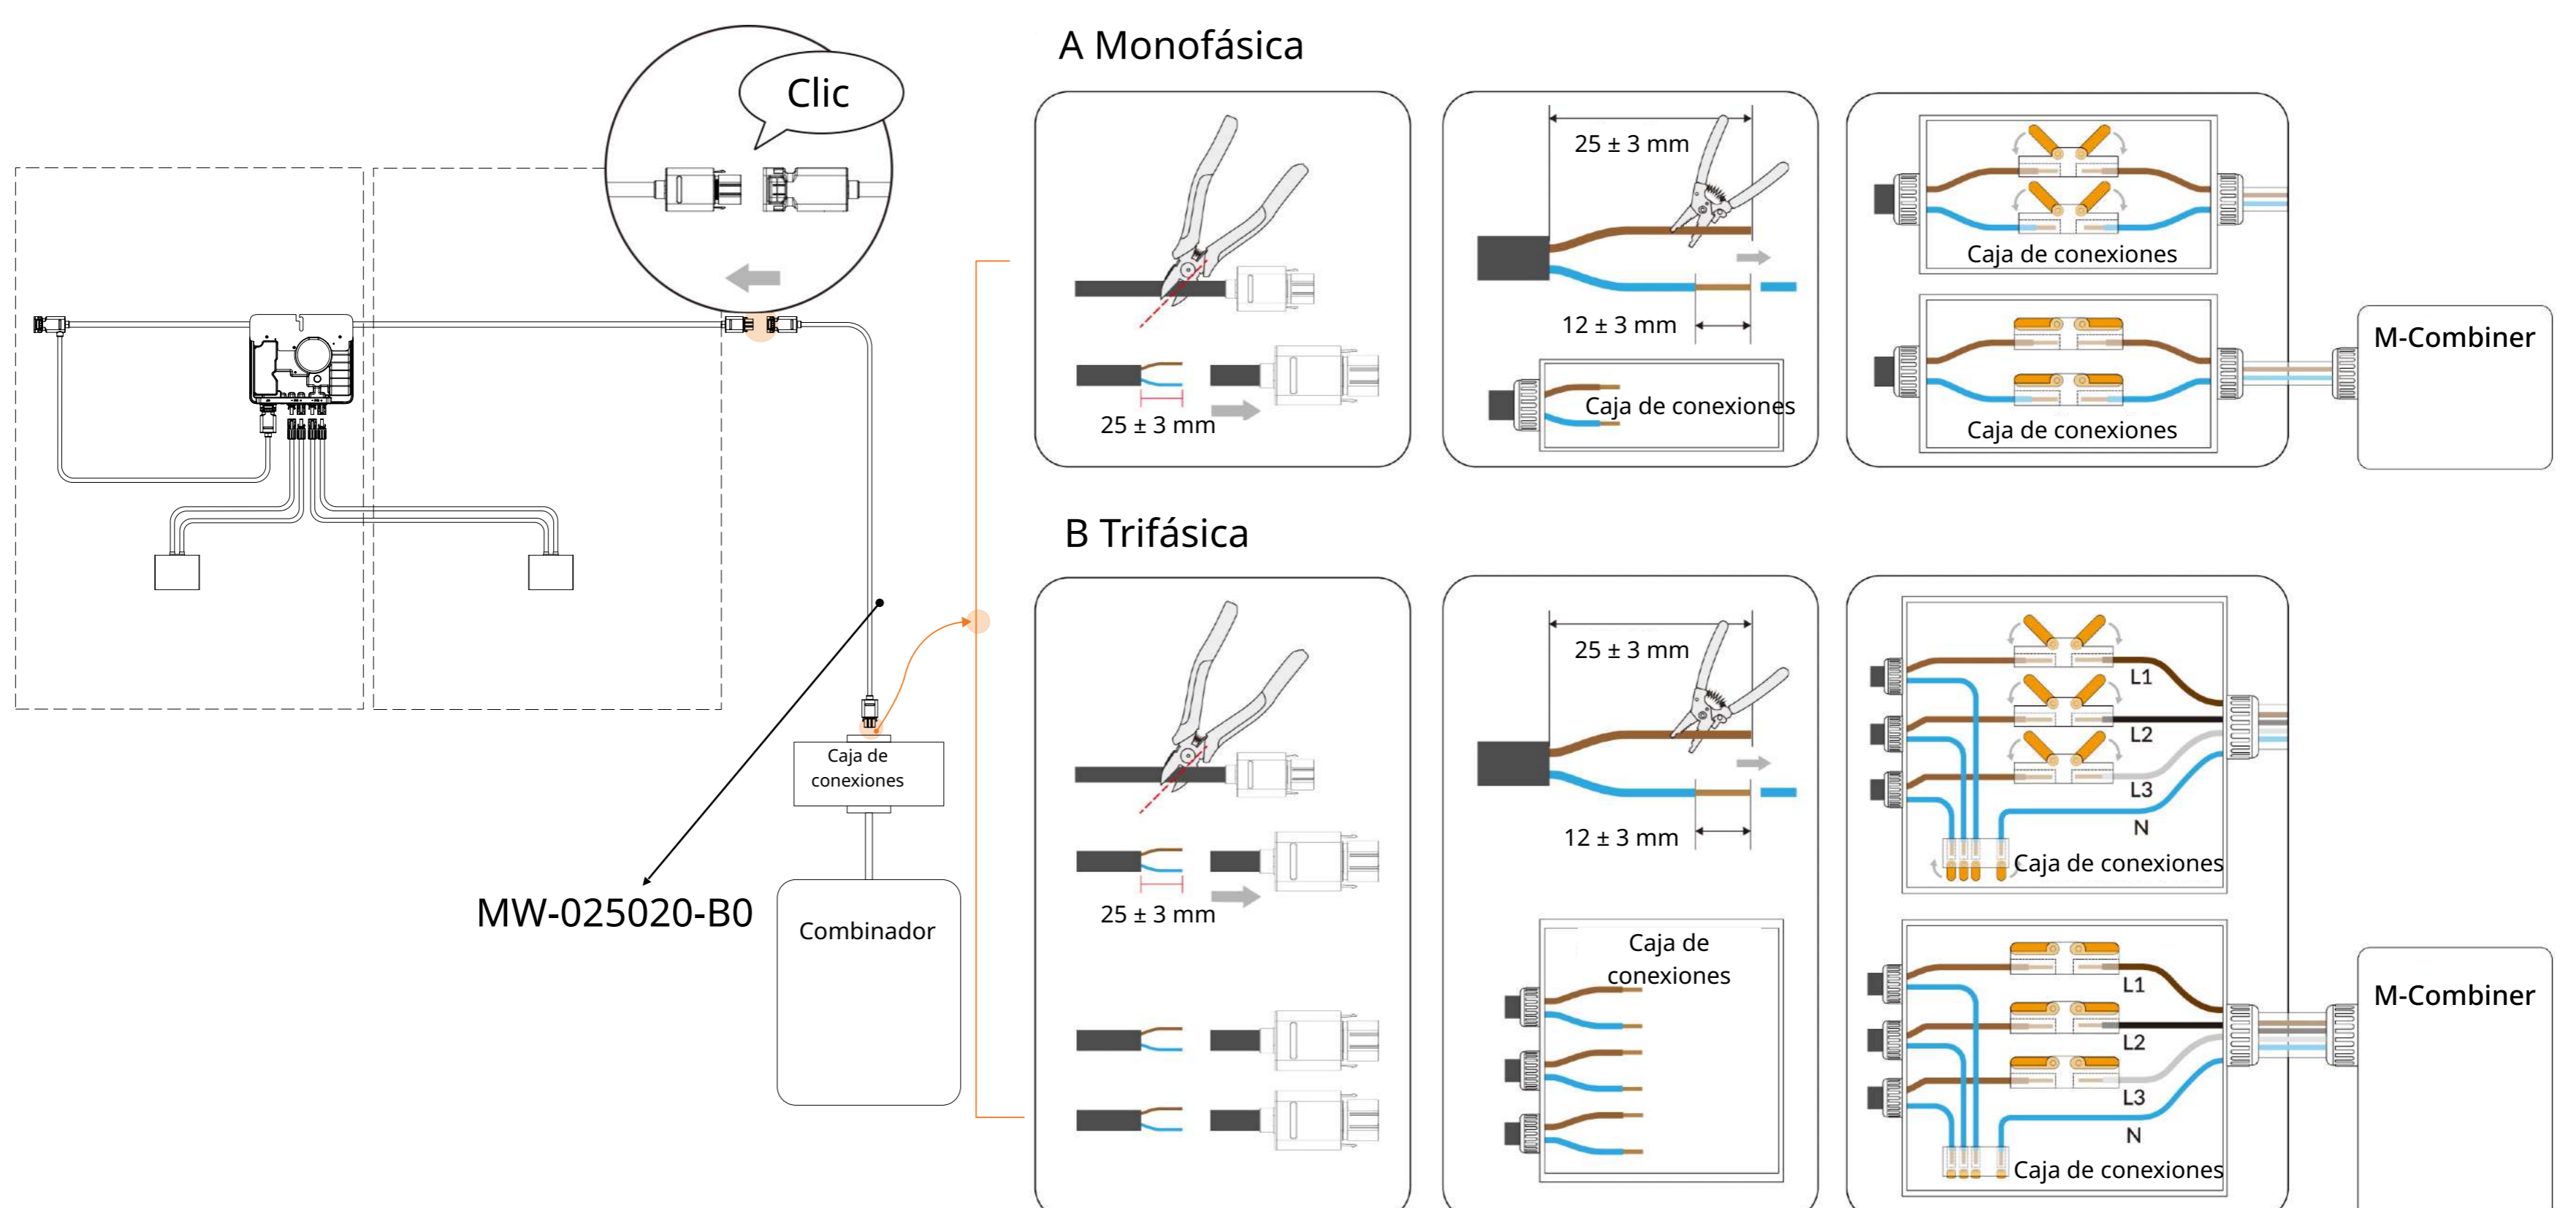 Clic
Caja de
conexiones
MW-025020-B0
Combinador
A Monofásica
25 ± 3 mm
25 ± 3 mm
12 ± 3 mm
Caja de conexiones
Caja de conexiones
Caja de conexiones
M-Combiner
B Trifásica
25 ± 3 mm
25 ± 3 mm
12 ± 3 mm
Caja de
conexiones
L1
L2
L3
N
Caja de conexiones
L1
L2
L3
N
Caja de conexiones
M-Combiner